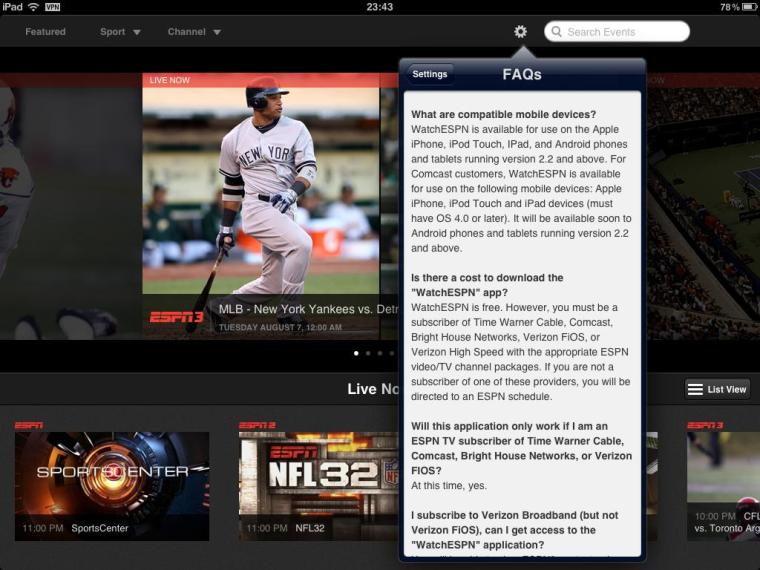 iPad VPN 23:43 78%
Featured Sport Channel Search Events
Settings FAQs
LIVE NOW
NEW YORK
ESPN3 MLB - New York Yankees vs. Detr
TUESDAY AUGUST 7, 12:00 AM
NOW
What are compatible mobile devices?
WatchESPN is available for use on the Apple
iPhone, iPod Touch, IPad, and Android phones
and tablets running version 2.2 and above. For
Comcast customers, WatchESPN is available
for use on the following mobile devices: Apple
iPhone, iPod Touch and iPad devices (must
have OS 4.0 or later). It will be available soon to
Android phones and tablets running version 2.2
and above.
Is there a cost to download the
"WatchESPN" app?
WatchESPN is free. However, you must be a
subscriber of Time Warner Cable, Comcast,
Bright House Networks, Verizon FiOS, or
Verizon High Speed with the appropriate ESPN
video/TV channel packages. If you are not a
subscriber of one of these providers, you will be
directed to an ESPN schedule.
Will this application only work if I am an
ESPN TV subscriber of Time Warner Cable,
Comcast, Bright House Networks, or Verizon
FIOS?
At this time, yes.
I subscribe to Verizon Broadband (but not
Verizon FiOS), can I get access to the
"WatchESPN" application?
Live No
List View
ESPN
SPORTSCENTER
11:00 PM SportsCenter
ESPN 2
ESPN
NFL32
11:00 PM NFL32
ESPN 3
10:00 PM CFL
vs. Toronto Arg